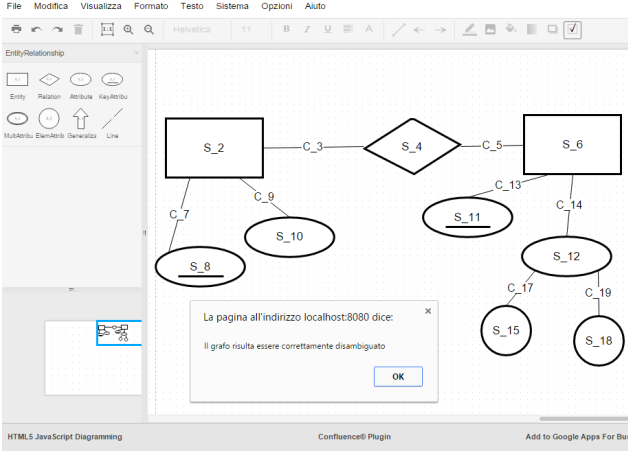 File Modifica Visualizza Formato Testo Sistema Opzioni Aiuto
1:1 Helvetica 11 B I U A
EntityRelationship
Entity Relation Attribute KeyAttribu
MultAttribu ElemAttrib Generaliza Line
S_2 C_3 S_4 C_5 S_6
C_7 C_9 C_13 C_14
S_8 S_10 S_11 S_12
C_17 C_19
S_15 S_18
La pagina all'indirizzo localhost:8080 dice:
Il grafo risulta essere correttamente disambiguato
OK
HTML5 JavaScript Diagramming Confluence® Plugin Add to Google Apps For Bu